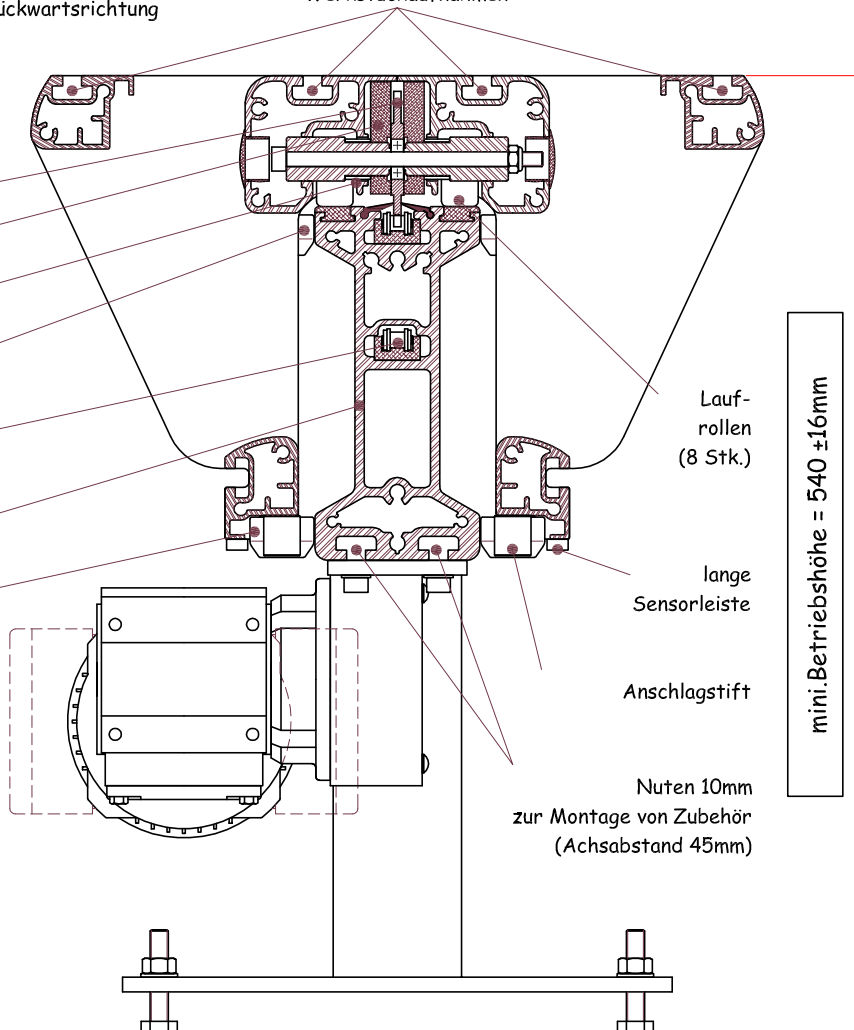 ückwartsrichtung
Lauf-
rollen
(8 Stk.)
mini.Betriebshöhe = 540 ±16mm
lange
Sensorleiste
Anschlagstift
Nuten 10mm
zur Montage von Zubehör
(Achsabstand 45mm)